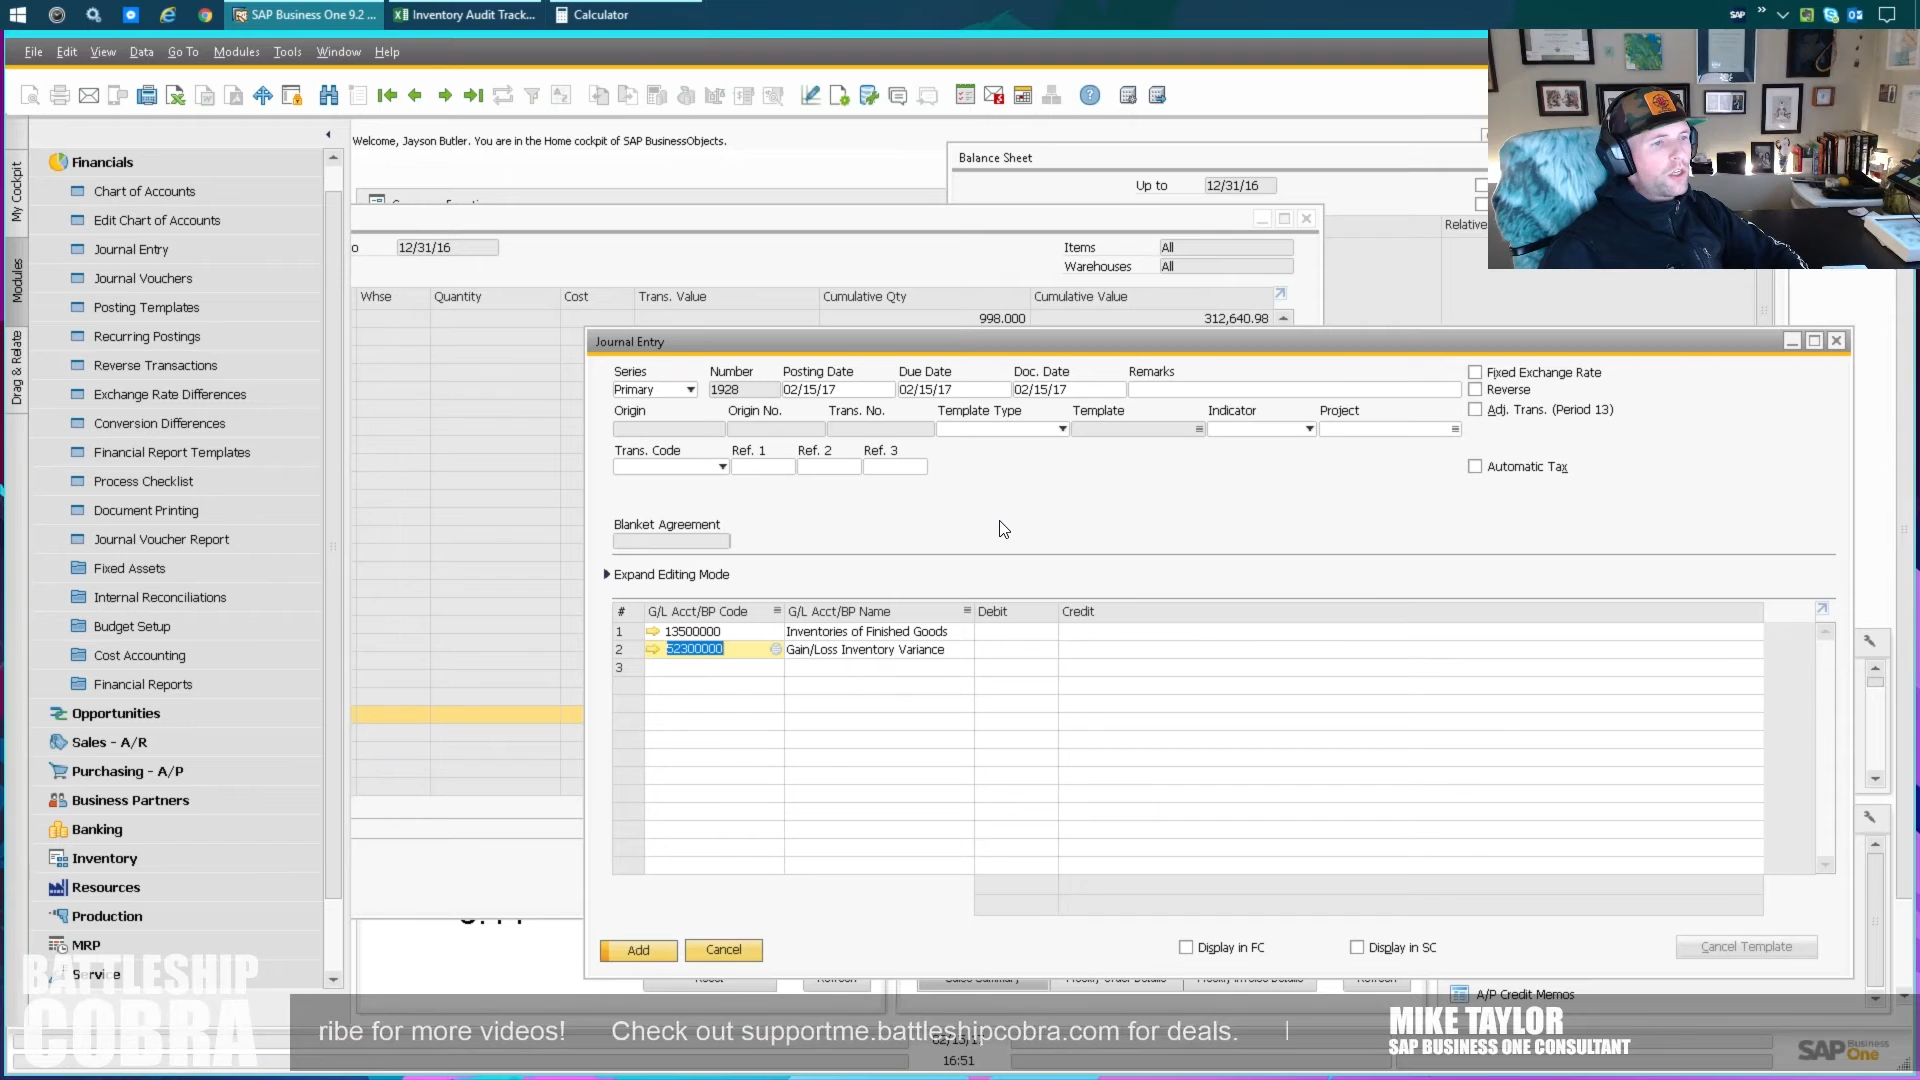 SAP Business One 9.2 ...
Inventory Audit Track...
Calculator
SAP
File Edit View Data Go To Modules Tools Window Help
Welcome, Jayson Butler. You are in the Home cockpit of SAP BusinessObjects.
Balance Sheet
Up to 12/31/16
Relative
My Cockpit
Modules
Drag & Relate
Financials
Chart of Accounts
Edit Chart of Accounts
Journal Entry
Journal Vouchers
Posting Templates
Recurring Postings
Reverse Transactions
Exchange Rate Differences
Conversion Differences
Financial Report Templates
Process Checklist
Document Printing
Journal Voucher Report
Fixed Assets
Internal Reconciliations
Budget Setup
Cost Accounting
Financial Reports
Opportunities
Sales - A/R
Purchasing - A/P
Business Partners
Banking
Inventory
Resources
Production
MRP
Service
12/31/16
Items All
Warehouses All
Whse Quantity Cost Trans. Value Cumulative Qty Cumulative Value
998.000 312,640.98
Journal Entry
Series Number Posting Date Due Date Doc. Date Remarks
Primary 1928 02/15/17 02/15/17 02/15/17
Fixed Exchange Rate
Reverse
Adj. Trans. (Period 13)
Origin Origin No. Trans. No. Template Type Template Indicator Project
Trans. Code Ref. 1 Ref. 2 Ref. 3
Automatic Tax
Blanket Agreement
Expand Editing Mode
# G/L Acct/BP Code G/L Acct/BP Name Debit Credit
1 13500000 Inventories of Finished Goods
2 52300000 Gain/Loss Inventory Variance
3
Add Cancel
Display in FC
Display in SC
Cancel Template
A/P Credit Memos
BATTLESHIP
COBRA
ribe for more videos! Check out supportme.battleshipcobra.com for deals. |
MIKE TAYLOR
SAP BUSINESS ONE CONSULTANT
16:51
SAP Business One